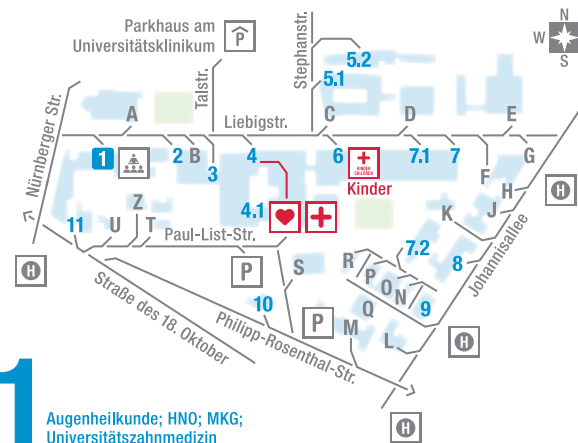 N
W
S
Parkhaus am
Universitätsklinikum
P
Stephanstr.
5.2
5.1
Talstr.
Nürnberger Str.
A
Liebigstr.
C
D
E
1
2
B
3
4
6
KINDER
CHILDREN
Kinder
7.1
7
F
G
H
H
J
K
4.1
Z
11
U
T
Paul-List-Str.
H
P
S
R
P
O
N
7.2
8
9
Johannisallee
Straße des 18. Oktober
10
Philipp-Rosenthal-Str.
P
Q
M
L
H
H
1
Augenheilkunde; HNO; MKG;
Universitätszahnmedizin